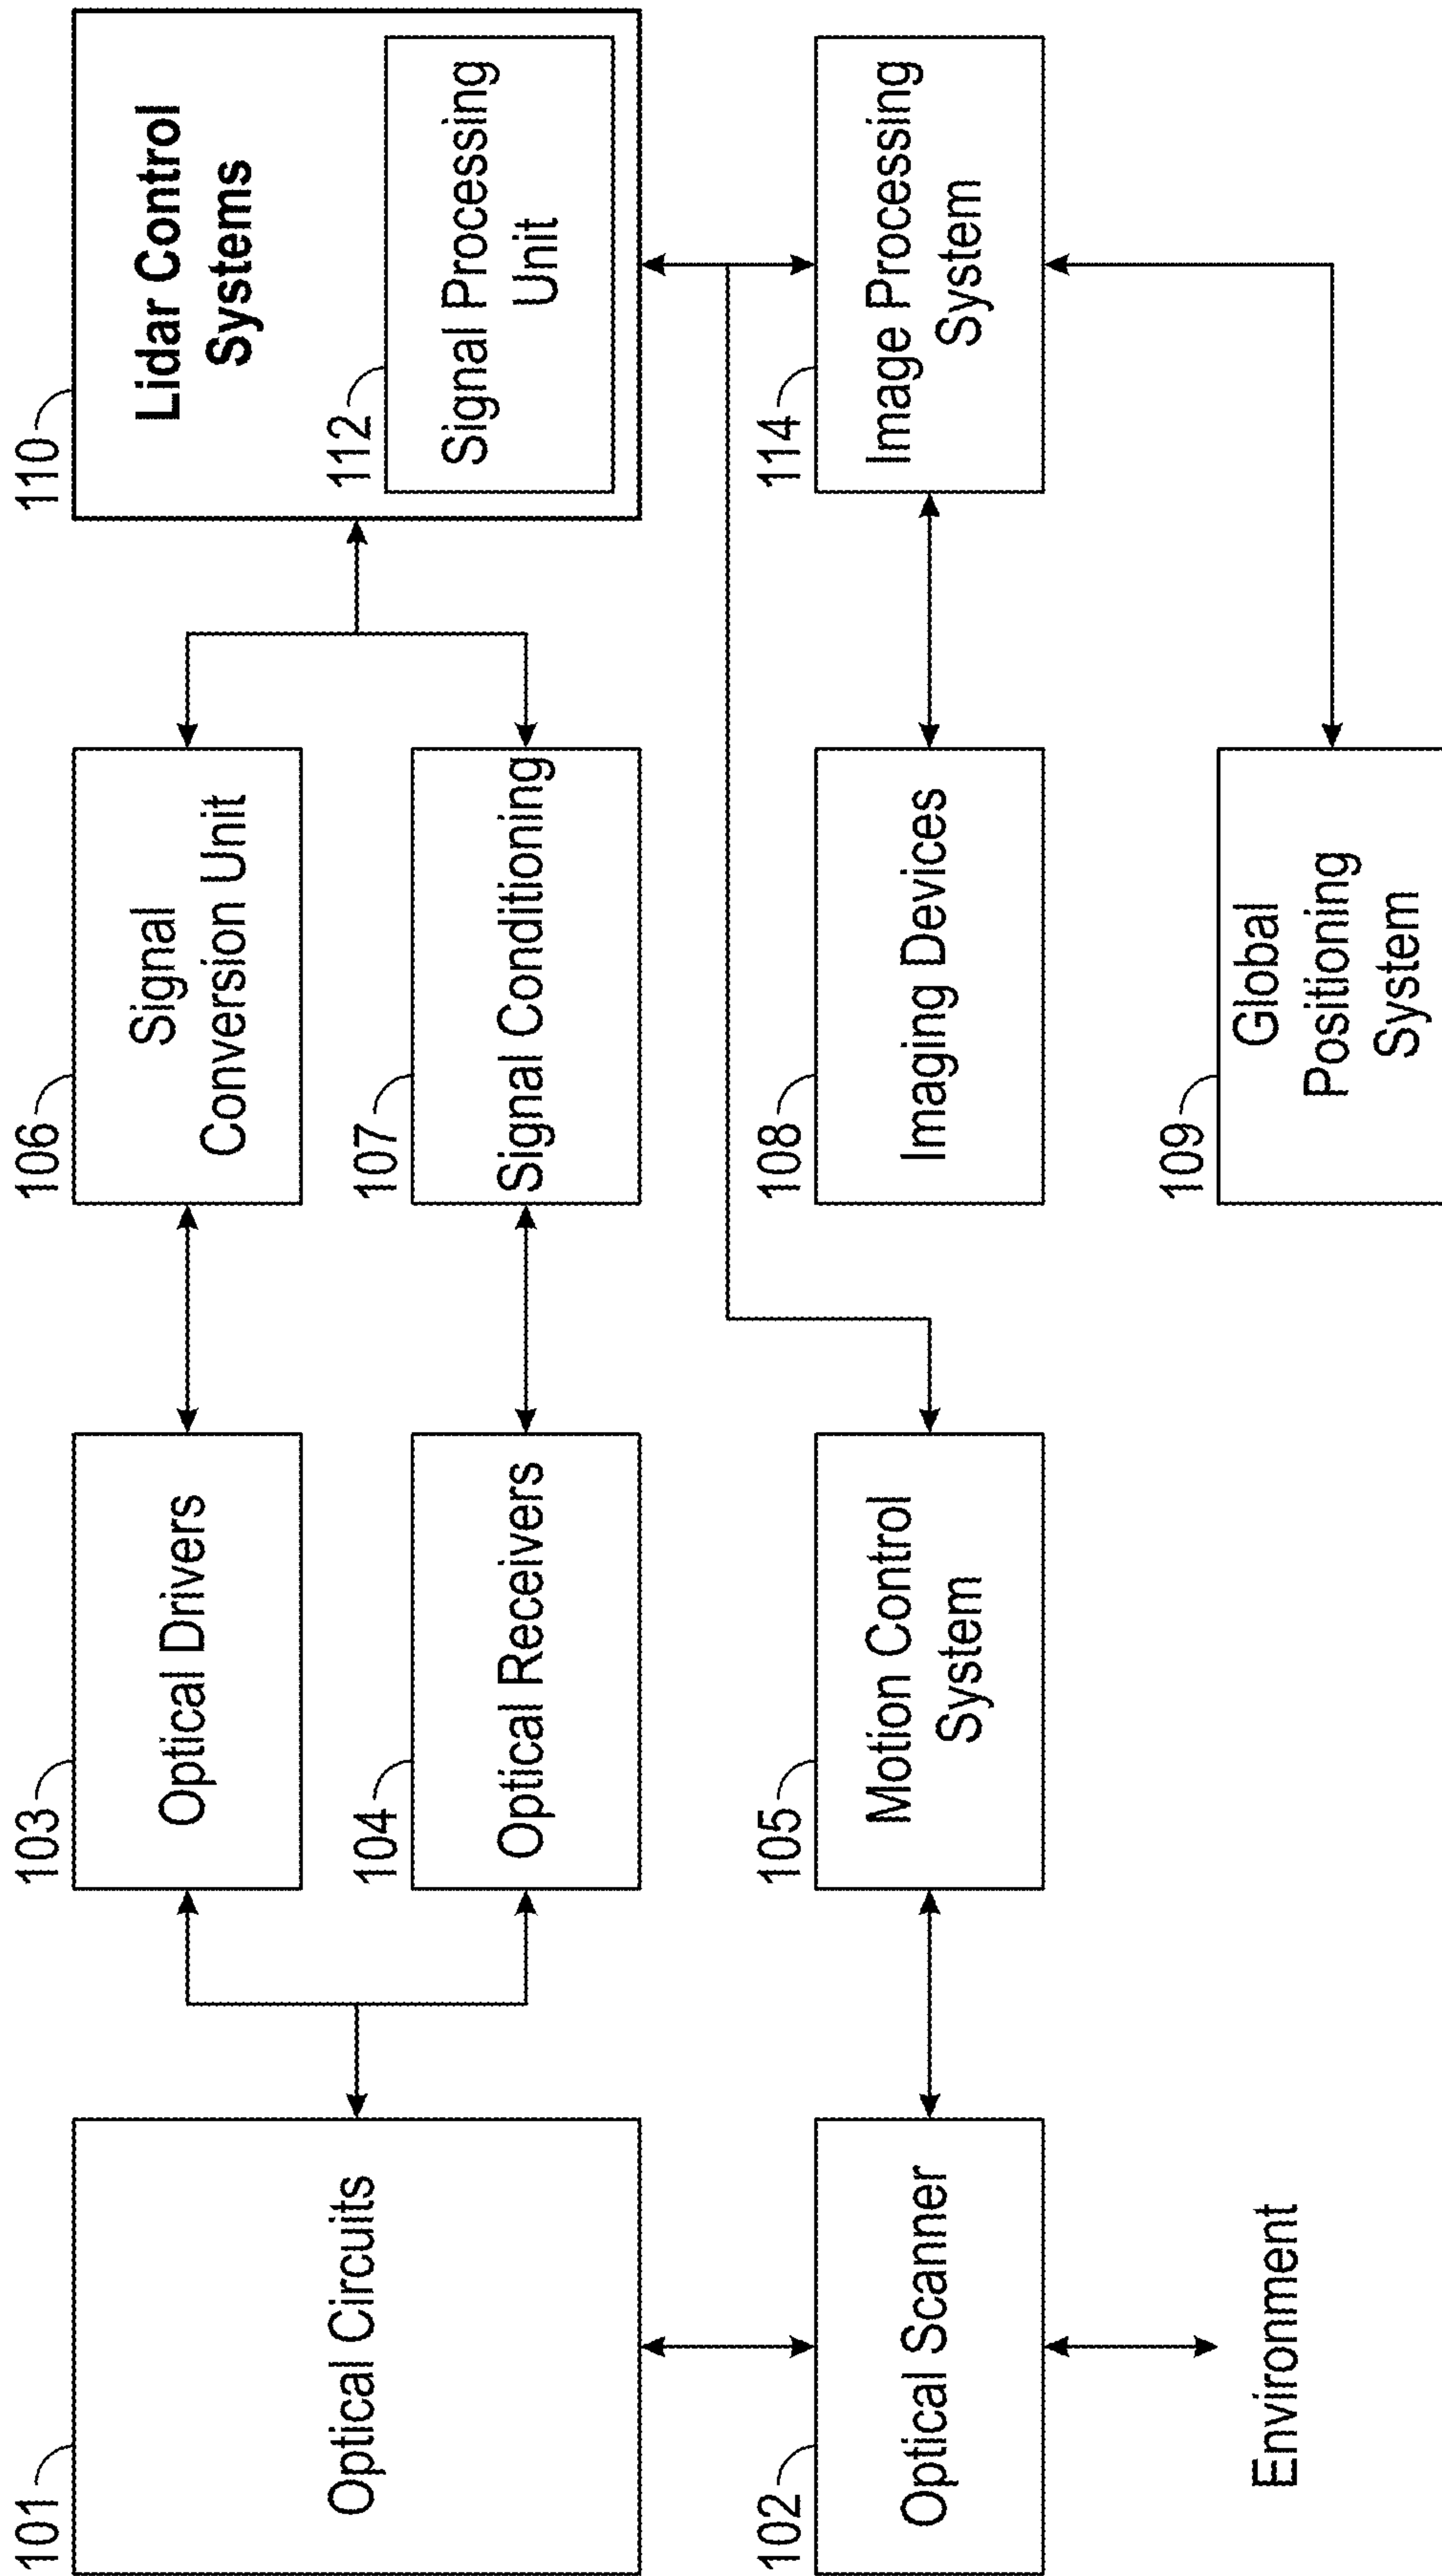 101
Optical Circuits
103
Optical Drivers
106
Signal
Conversion Unit
110
Lidar Control
Systems
112
Signal Processing
Unit
104
Optical Receivers
107
Signal Conditioning
102
Optical Scanner
105
Motion Control
System
108
Imaging Devices
114
Image Processing
System
Environment
109
Global
Positioning
System